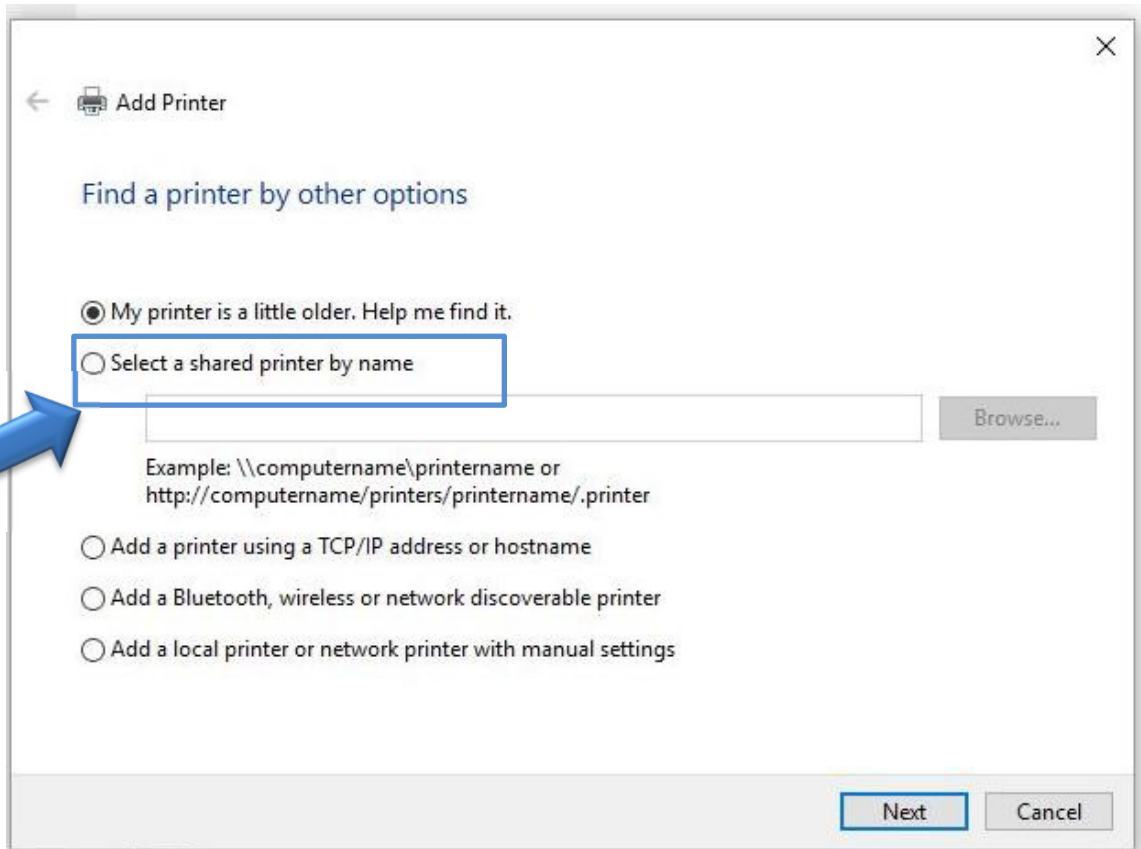 Add Printer
Find a printer by other options
My printer is a little older. Help me find it.
Select a shared printer by name
Browse...
Example: \\computername\printername or
http://computername/printers/printername/.printer
Add a printer using a TCP/IP address or hostname
Add a Bluetooth, wireless or network discoverable printer
Add a local printer or network printer with manual settings
Next
Cancel